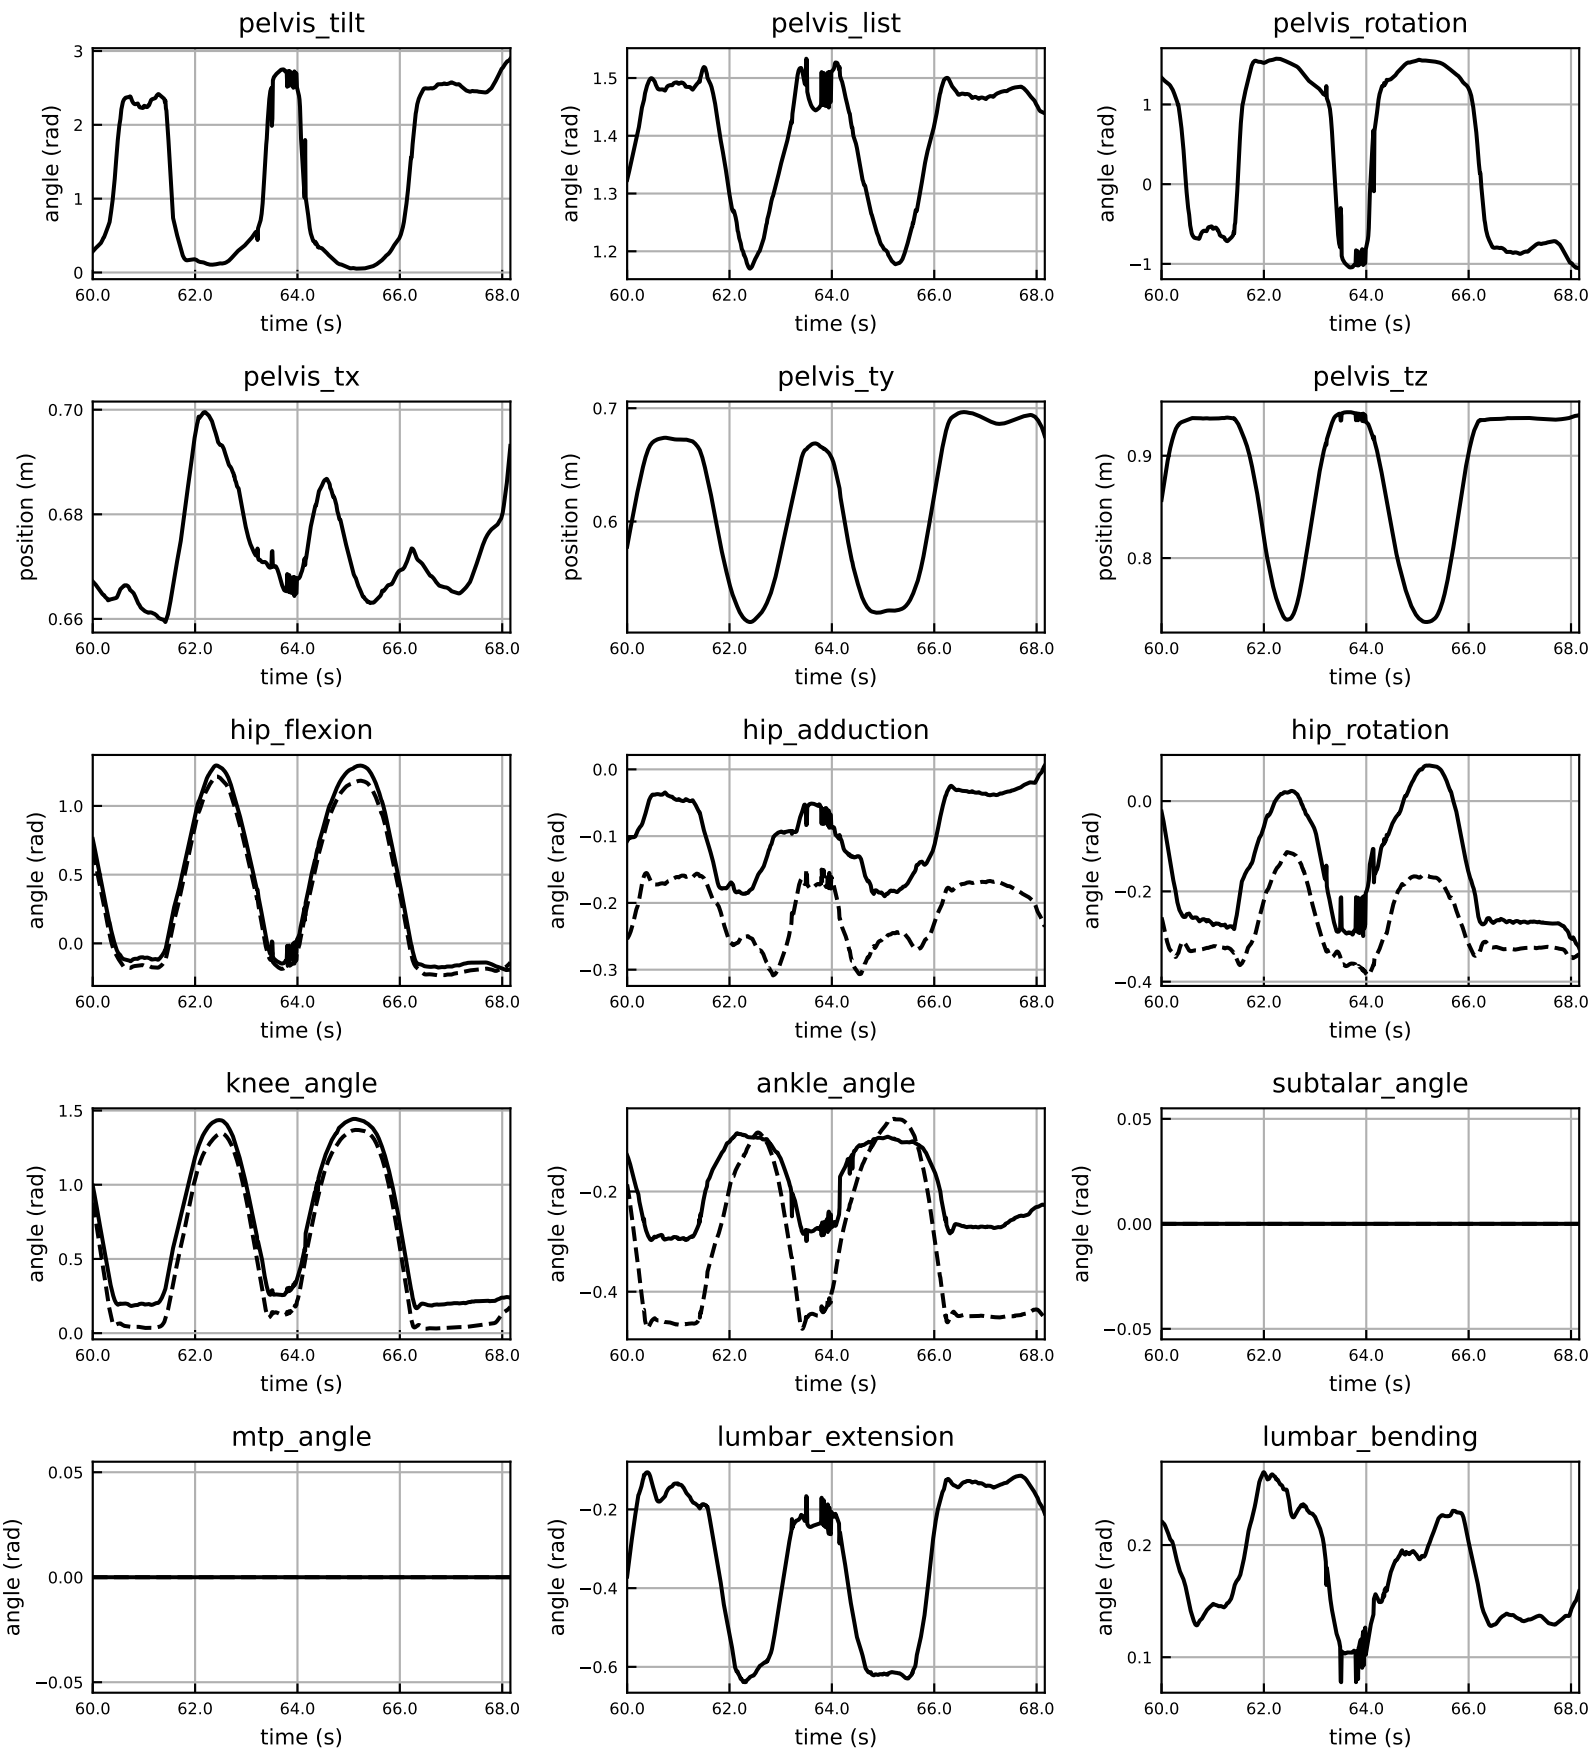 pelvis_tilt pelvis_list pelvis_rotation
3 1.5 1
2 1.4 0
1 1.3 −1
0 1.2
angle (rad) angle (rad) angle (rad)
60.0 62.0 64.0 66.0 68.0 60.0 62.0 64.0 66.0 68.0 60.0 62.0 64.0 66.0 68.0
time (s) time (s) time (s)
pelvis_tx pelvis_ty pelvis_tz
0.70 0.7 0.9
0.68 0.6 0.8
0.66
position (m) position (m) position (m)
60.0 62.0 64.0 66.0 68.0 60.0 62.0 64.0 66.0 68.0 60.0 62.0 64.0 66.0 68.0
time (s) time (s) time (s)
hip_flexion hip_adduction hip_rotation
1.0 0.0 0.0
0.5 −0.1 −0.2
0.0 −0.2 −0.4
−0.3
angle (rad) angle (rad) angle (rad)
60.0 62.0 64.0 66.0 68.0 60.0 62.0 64.0 66.0 68.0 60.0 62.0 64.0 66.0 68.0
time (s) time (s) time (s)
knee_angle ankle_angle subtalar_angle
1.5 −0.2 0.05
1.0 −0.4 0.00
0.5 −0.05
0.0
angle (rad) angle (rad) angle (rad)
60.0 62.0 64.0 66.0 68.0 60.0 62.0 64.0 66.0 68.0 60.0 62.0 64.0 66.0 68.0
time (s) time (s) time (s)
mtp_angle lumbar_extension lumbar_bending
0.05 −0.2 0.2
0.00 −0.4 0.1
−0.05 −0.6
angle (rad) angle (rad) angle (rad)
60.0 62.0 64.0 66.0 68.0 60.0 62.0 64.0 66.0 68.0 60.0 62.0 64.0 66.0 68.0
time (s) time (s) time (s)